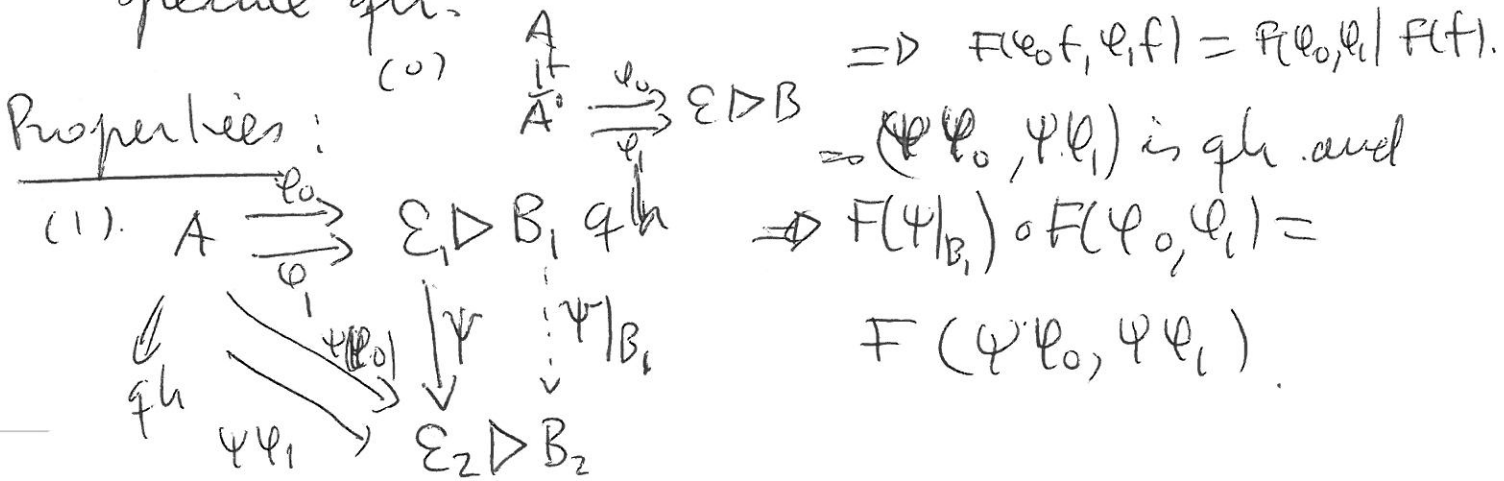 qh.
(0) A
f
A' φ₀ φ₁ ℰ ▷ B ⇒ F(φ₀f, φ₁f) = F(φ₀,φ₁) F(f).
Properties:
(1). A φ₀ φ₁ ℰ₁ ▷ B₁ qh ⇒ (ψφ₀, ψφ₁) is qh and
⇒ F(ψ|B₁) ∘ F(φ₀, φ₁) =
qh ψφ₀ ψ ψ|B₁ F(ψφ₀, ψφ₁).
ψφ₁ ℰ₂ ▷ B₂